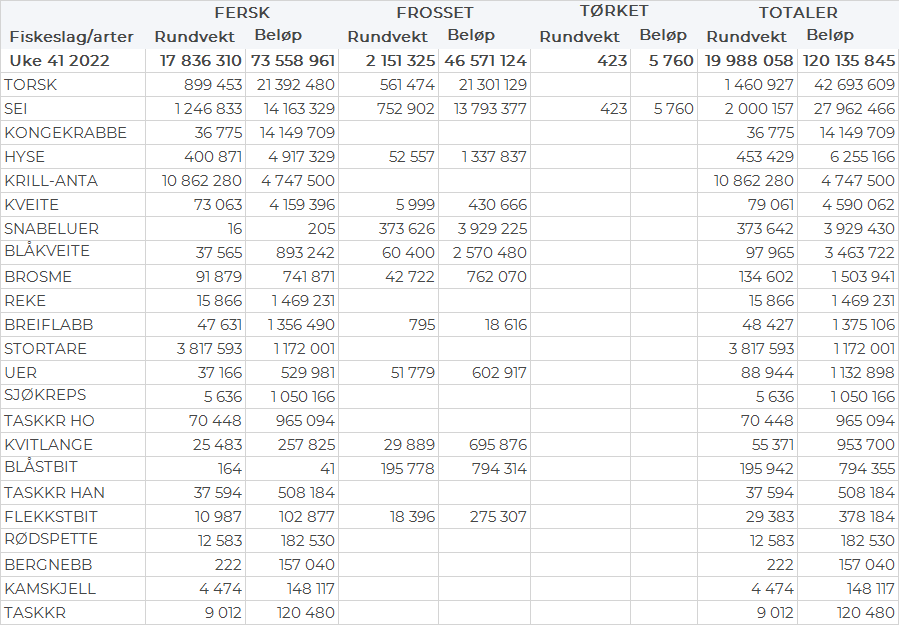 FERSK FROSSET TØRKET TOTALER
Fiskeslag/arter Rundvekt Beløp Rundvekt Beløp Rundvekt Beløp Rundvekt Beløp
Uke 41 2022 17 836 310 73 558 961 2 151 325 46 571 124 423 5 760 19 988 058 120 135 845
TORSK 899 453 21 392 480 561 474 21 301 129 1 460 927 42 693 609
SEI 1 246 833 14 163 329 752 902 13 793 377 423 5 760 2 000 157 27 962 466
KONGEKRABBE 36 775 14 149 709 36 775 14 149 709
HYSE 400 871 4 917 329 52 557 1 337 837 453 429 6 255 166
KRILL-ANTA 10 862 280 4 747 500 10 862 280 4 747 500
KVEITE 73 063 4 159 396 5 999 430 666 79 061 4 590 062
SNABELUER 16 205 373 626 3 929 225 373 642 3 929 430
BLÅKVEITE 37 565 893 242 60 400 2 570 480 97 965 3 463 722
BROSME 91 879 741 871 42 722 762 070 134 602 1 503 941
REKE 15 866 1 469 231 15 866 1 469 231
BREIFLABB 47 631 1 356 490 795 18 616 48 427 1 375 106
STORTARE 3 817 593 1 172 001 3 817 593 1 172 001
UER 37 166 529 981 51 779 602 917 88 944 1 132 898
SJØKREPS 5 636 1 050 166 5 636 1 050 166
TASKKR HO 70 448 965 094 70 448 965 094
KVITLANGE 25 483 257 825 29 889 695 876 55 371 953 700
BLÅSTBIT 164 41 195 778 794 314 195 942 794 355
TASKKR HAN 37 594 508 184 37 594 508 184
FLEKKSTBIT 10 987 102 877 18 396 275 307 29 383 378 184
RØDSPETTE 12 583 182 530 12 583 182 530
BERGNEBB 222 157 040 222 157 040
KAMSKJELL 4 474 148 117 4 474 148 117
TASKKR 9 012 120 480 9 012 120 480